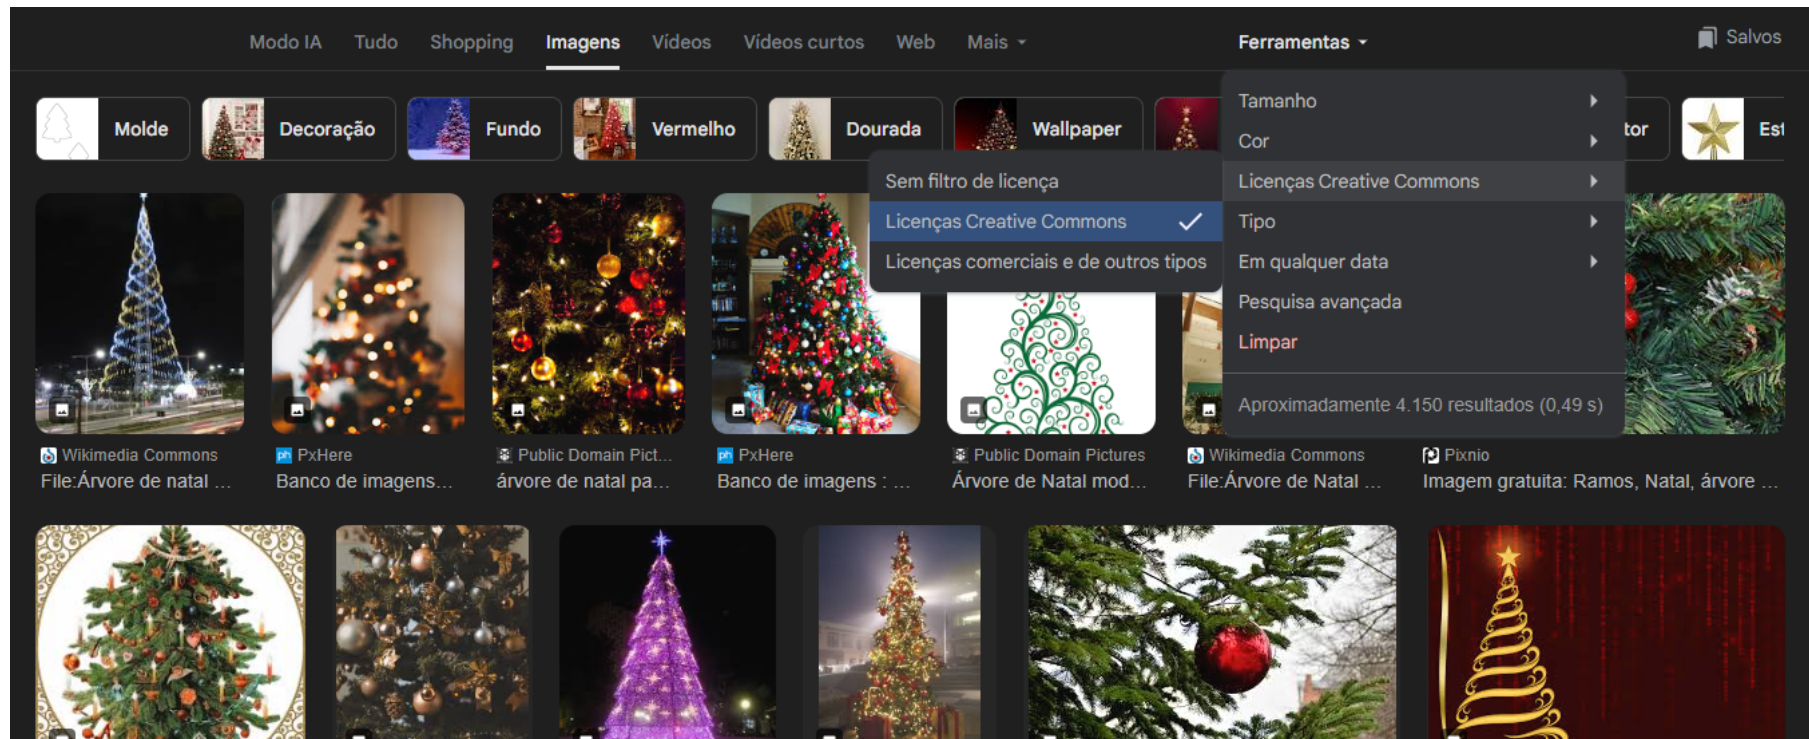 Modo IA Tudo Shopping Imagens Vídeos Vídeos curtos Web Mais Ferramentas Salvos
Molde Decoração Fundo Vermelho Dourada Wallpaper tor Est
Tamanho
Cor
Licenças Creative Commons
Tipo
Em qualquer data
Pesquisa avançada
Limpar
Aproximadamente 4.150 resultados (0,49 s)
Sem filtro de licença
Licenças Creative Commons
Licenças comerciais e de outros tipos
Wikimedia Commons
File:Árvore de natal ...
ph PxHere
Banco de imagens...
Public Domain Pict...
árvore de natal pa...
ph PxHere
Banco de imagens : ...
Public Domain Pictures
Árvore de Natal mod...
Wikimedia Commons
File:Árvore de Natal ...
Pixnio
Imagem gratuita: Ramos, Natal, árvore ...